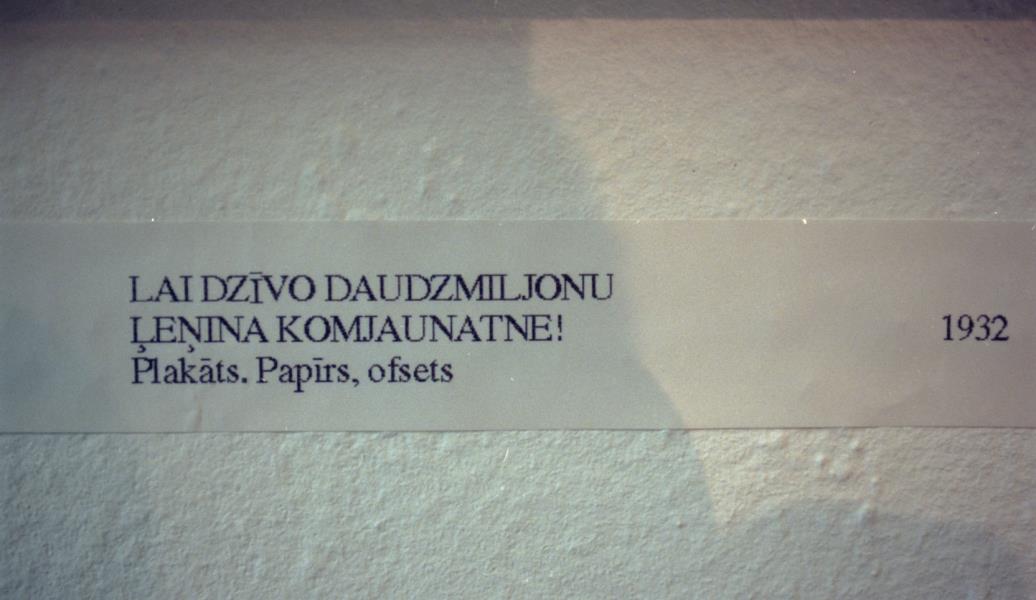 LAI DZĪVO DAUDZMILJONU
ĻEŅINA KOMJAUNATNE! 1932
Plakāts. Papīrs, ofsets